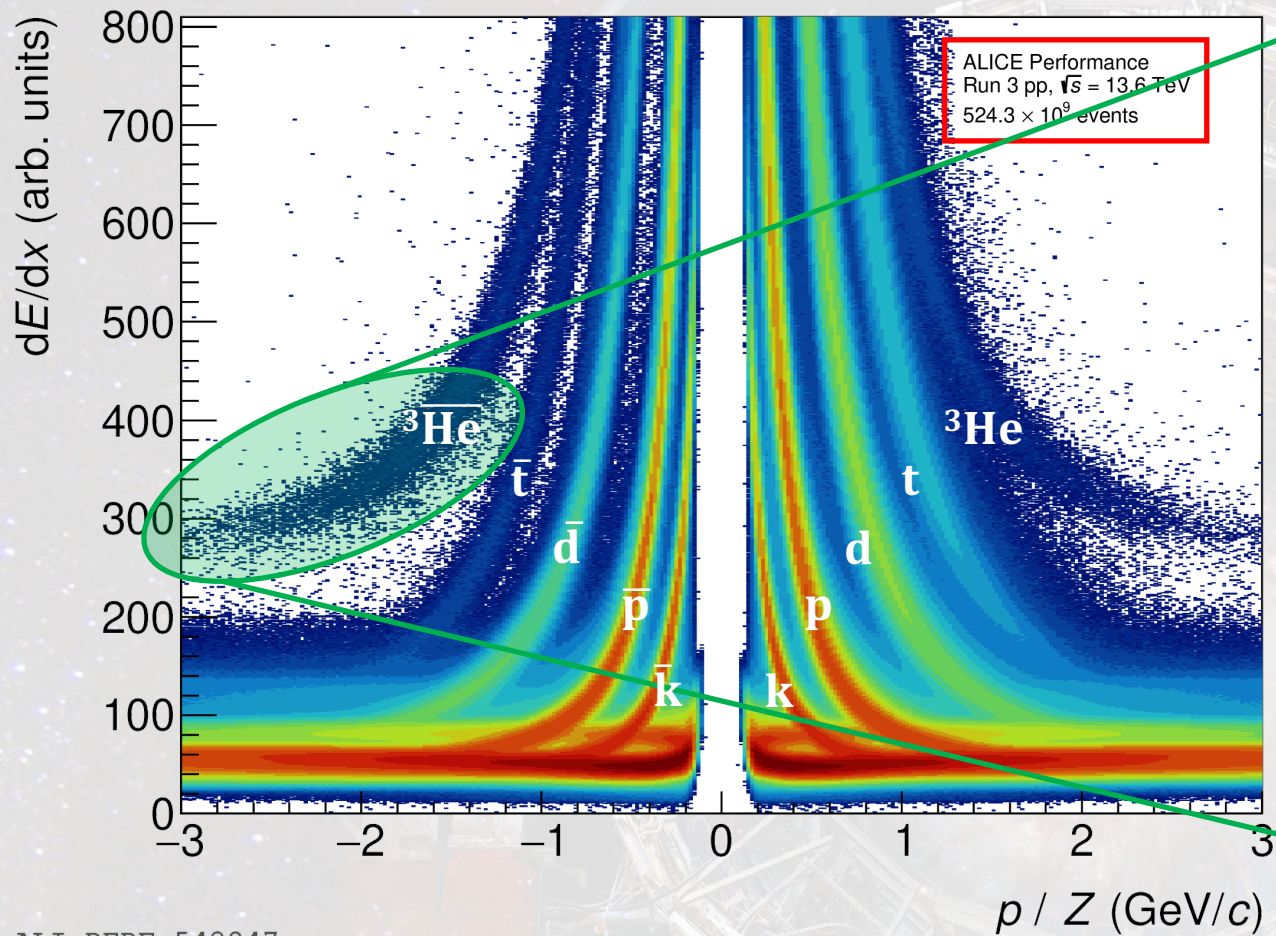 dE/dx (arb. units)
800
700
600
500
400
300
200
100
0
ALICE Performance
Run 3 pp, √s = 13.6 TeV
524.3 × 10⁹ events
³H̅e̅
t̅
d̅
p̅
k̅
³He
t
d
p
k
−3 −2 −1 0 1 2 3
p / Z (GeV/c)